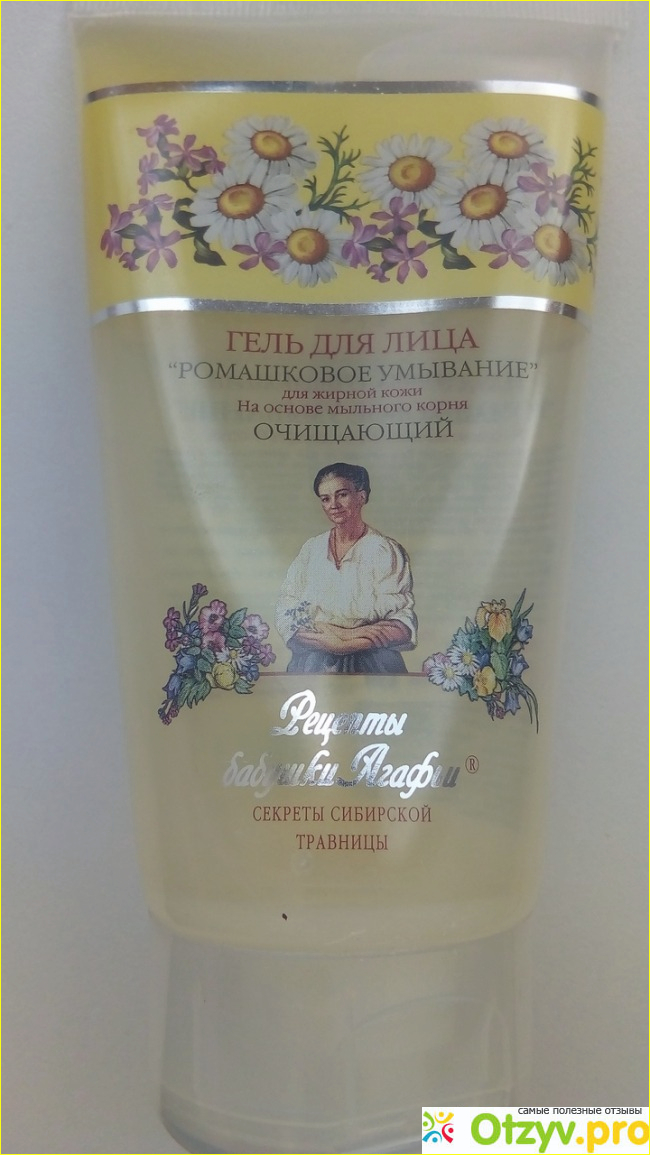 ГЕЛЬ ДЛЯ ЛИЦА
“РОМАШКОВОЕ УМЫВАНИЕ”
для жирной кожи
На основе мыльного корня
ОЧИЩАЮЩИЙ
Рецепты
бабушки Агафьи®
СЕКРЕТЫ СИБИРСКОЙ
ТРАВНИЦЫ
самые полезные отзывы
Otzyv.pro